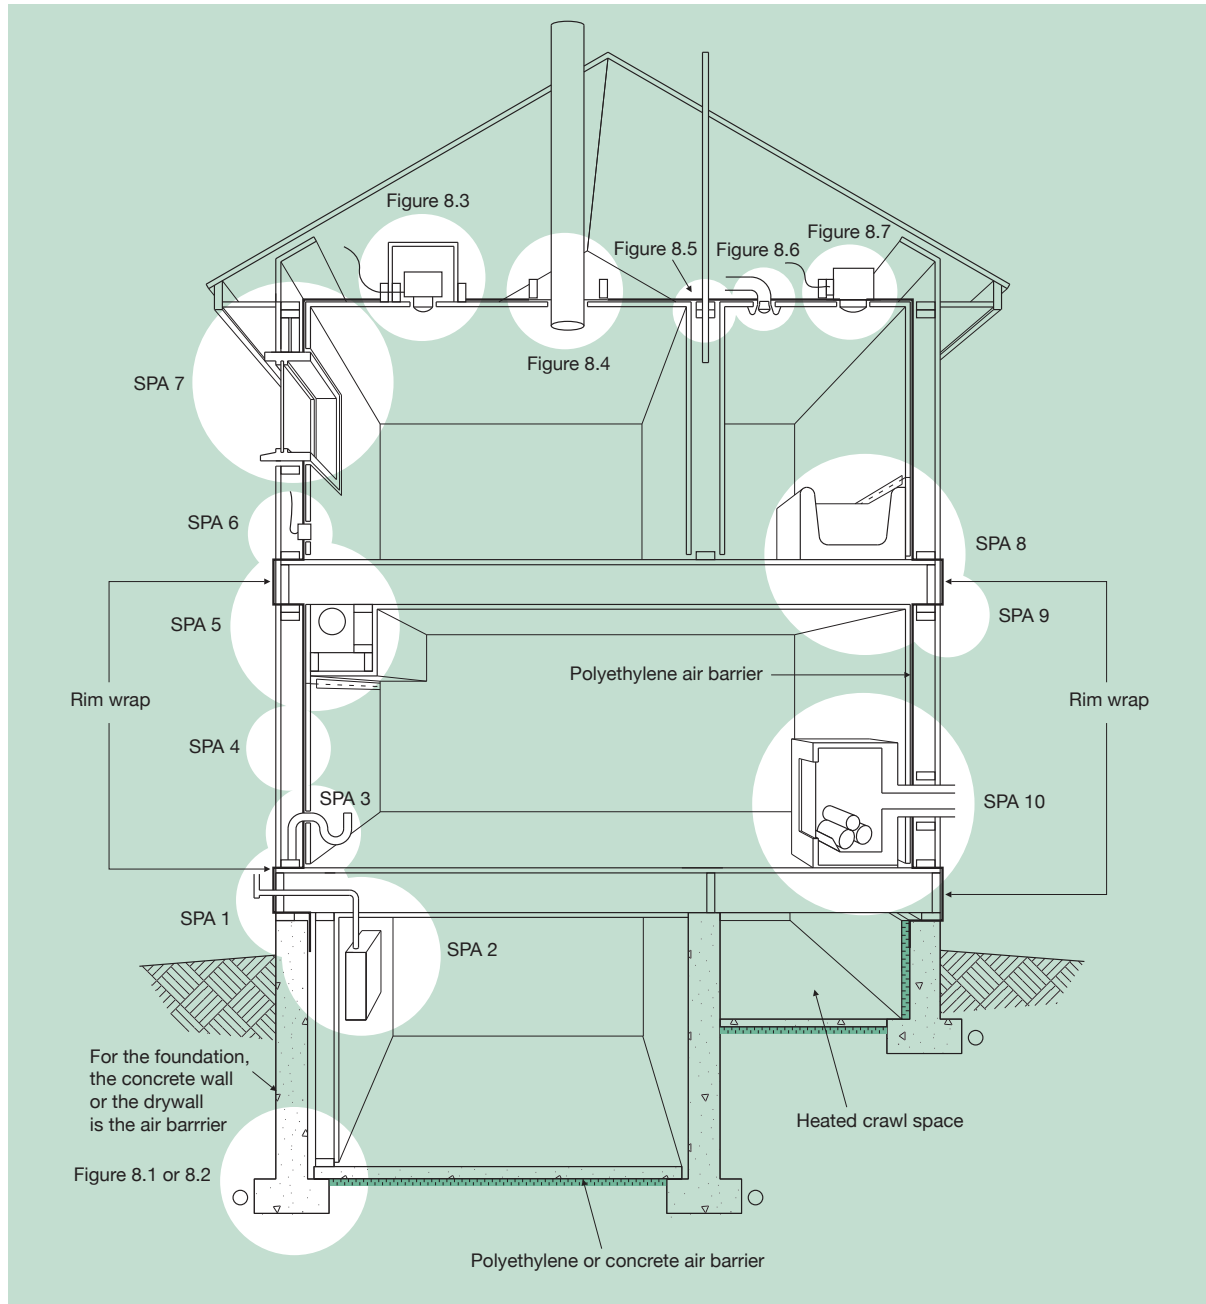 Figure 8.3
Figure 8.7
Figure 8.5
Figure 8.6
Figure 8.4
SPA 7
SPA 6
SPA 8
SPA 5
SPA 9
Polyethylene air barrier
Rim wrap
Rim wrap
SPA 4
SPA 3
SPA 10
SPA 1
SPA 2
For the foundation,
the concrete wall
or the drywall
is the air barrrier
Heated crawl space
Figure 8.1 or 8.2
Polyethylene or concrete air barrier